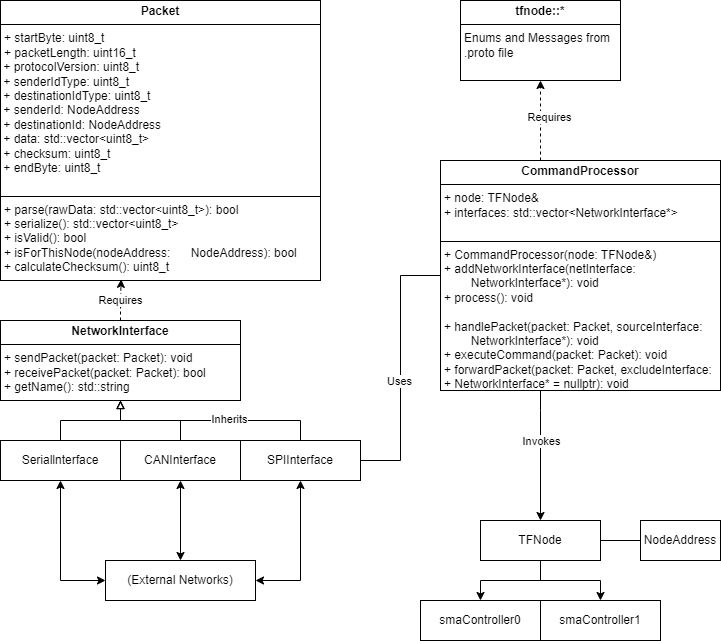 Packet
+ startByte: uint8_t
+ packetLength: uint16_t
+ protocolVersion: uint8_t
+ senderIdType: uint8_t
+ destinationIdType: uint8_t
+ senderId: NodeAddress
+ destinationId: NodeAddress
+ data: std::vector<uint8_t>
+ checksum: uint8_t
+ endByte: uint8_t
+ parse(rawData: std::vector<uint8_t>): bool
+ serialize(): std::vector<uint8_t>
+ isValid(): bool
+ isForThisNode(nodeAddress: NodeAddress): bool
+ calculateChecksum(): uint8_t
Requires
NetworkInterface
+ sendPacket(packet: Packet): void
+ receivePacket(packet: Packet): bool
+ getName(): std::string
Inherits
SerialInterface
CANInterface
SPIInterface
(External Networks)
Uses
tfnode::*
Enums and Messages from
.proto file
Requires
CommandProcessor
+ node: TFNode&
+ interfaces: std::vector<NetworkInterface*>
+ CommandProcessor(node: TFNode&)
+ addNetworkInterface(netInterface:
NetworkInterface*): void
+ process(): void
+ handlePacket(packet: Packet, sourceInterface:
NetworkInterface*): void
+ executeCommand(packet: Packet): void
+ forwardPacket(packet: Packet, excludeInterface:
+ NetworkInterface* = nullptr): void
Invokes
TFNode
NodeAddress
smaController0
smaController1